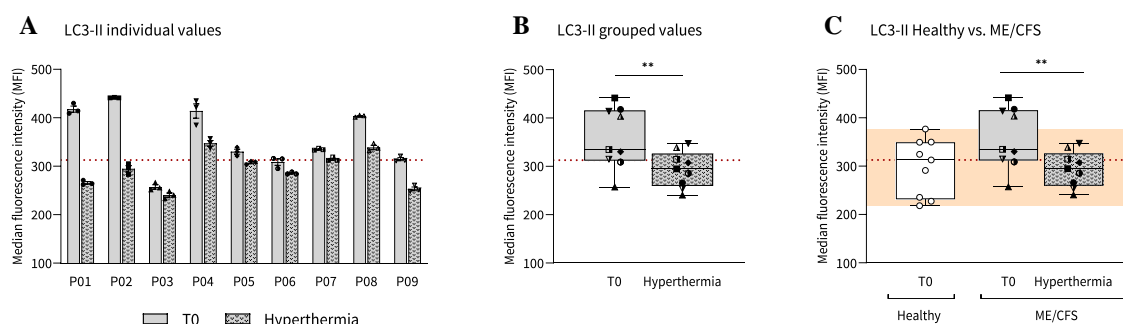 A LC3-II individual values
Median fluorescence intensity (MFI)
500
400
300
200
100
P01 P02 P03 P04 P05 P06 P07 P08 P09
T0 Hyperthermia
B LC3-II grouped values
Median fluorescence intensity (MFI)
500
400
300
200
100
**
T0 Hyperthermia
C LC3-II Healthy vs. ME/CFS
Median fluorescence intensity (MFI)
500
400
300
200
100
**
T0 T0 Hyperthermia
Healthy ME/CFS